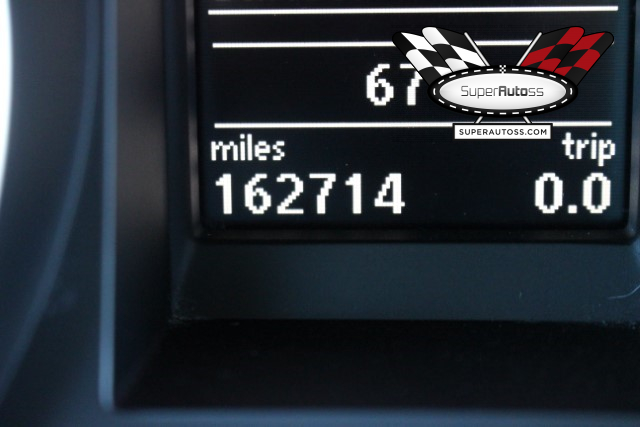 67
SuperAutoss
SUPERAUTOSS.COM
miles trip
162714 0.0